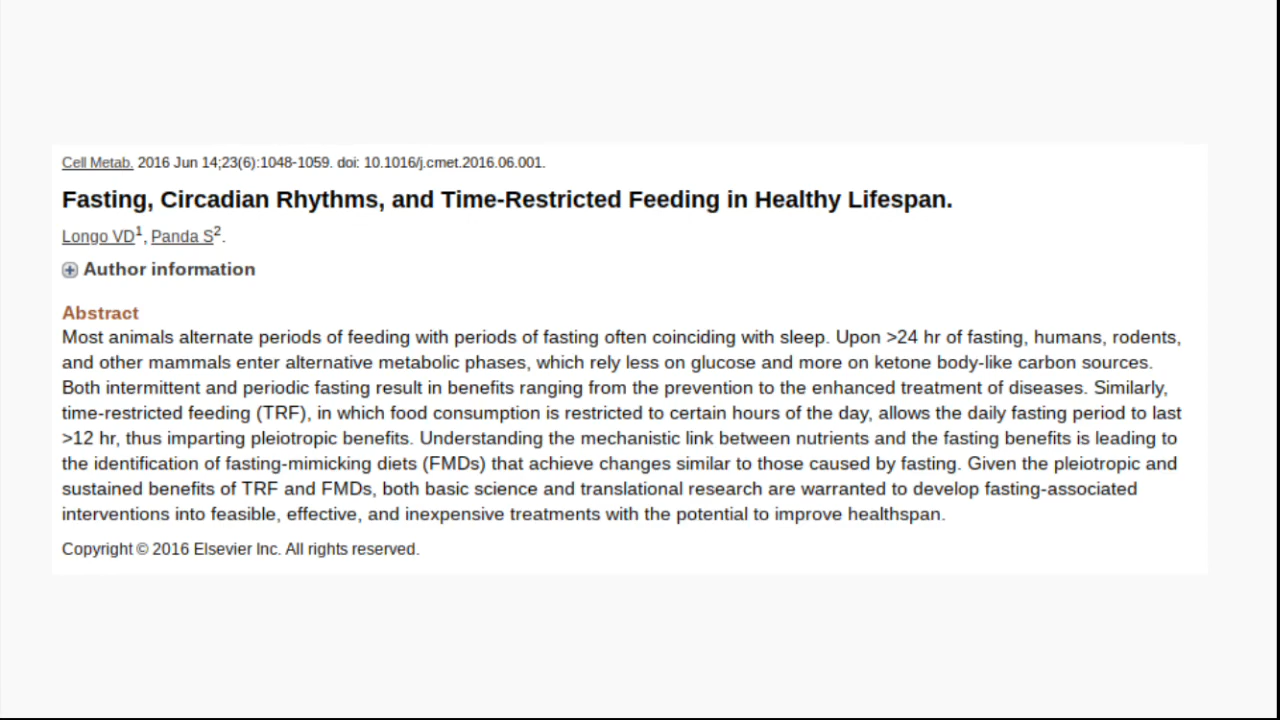 Cell Metab. 2016 Jun 14;23(6):1048-1059. doi: 10.1016/j.cmet.2016.06.001.
Fasting, Circadian Rhythms, and Time-Restricted Feeding in Healthy Lifespan.
Longo VD1, Panda S2.
Author information
Abstract
Most animals alternate periods of feeding with periods of fasting often coinciding with sleep. Upon >24 hr of fasting, humans, rodents,
and other mammals enter alternative metabolic phases, which rely less on glucose and more on ketone body-like carbon sources.
Both intermittent and periodic fasting result in benefits ranging from the prevention to the enhanced treatment of diseases. Similarly,
time-restricted feeding (TRF), in which food consumption is restricted to certain hours of the day, allows the daily fasting period to last
>12 hr, thus imparting pleiotropic benefits. Understanding the mechanistic link between nutrients and the fasting benefits is leading to
the identification of fasting-mimicking diets (FMDs) that achieve changes similar to those caused by fasting. Given the pleiotropic and
sustained benefits of TRF and FMDs, both basic science and translational research are warranted to develop fasting-associated
interventions into feasible, effective, and inexpensive treatments with the potential to improve healthspan.
Copyright © 2016 Elsevier Inc. All rights reserved.